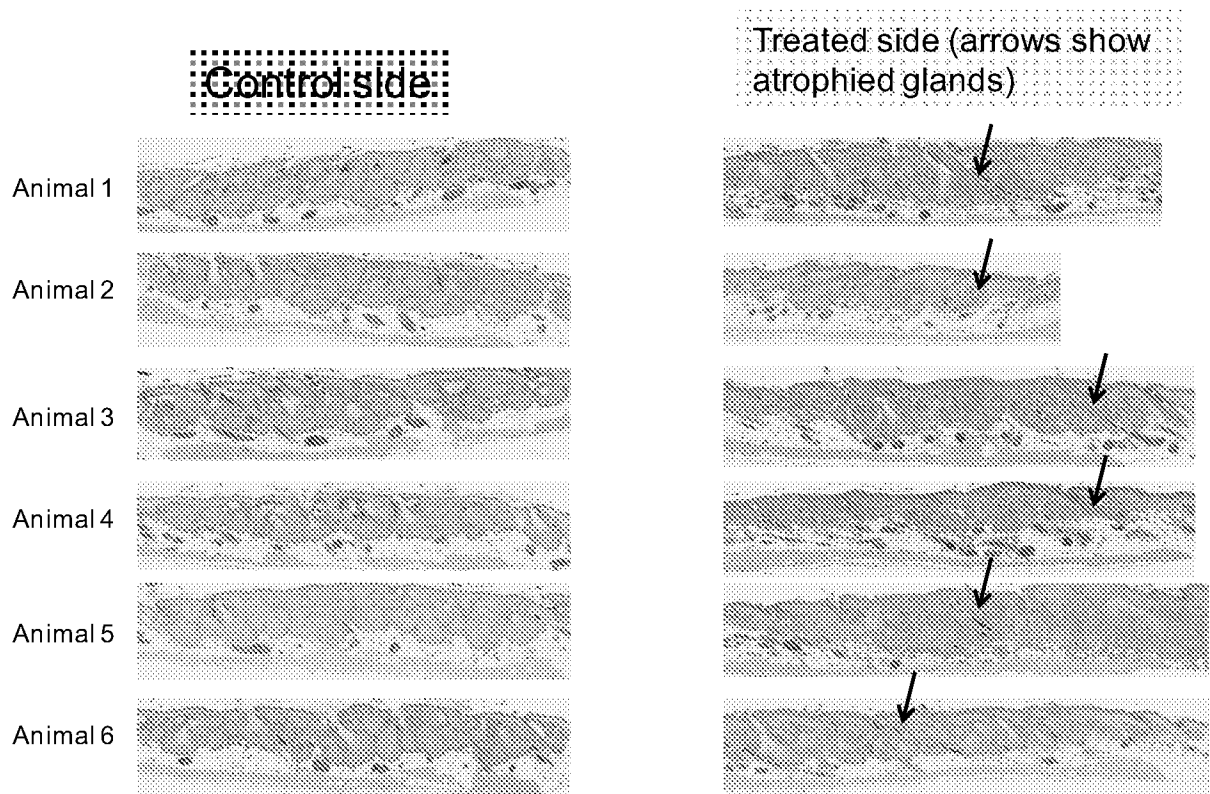 Control side
Treated side (arrows show
atrophied glands)
Animal 1
Animal 2
Animal 3
Animal 4
Animal 5
Animal 6